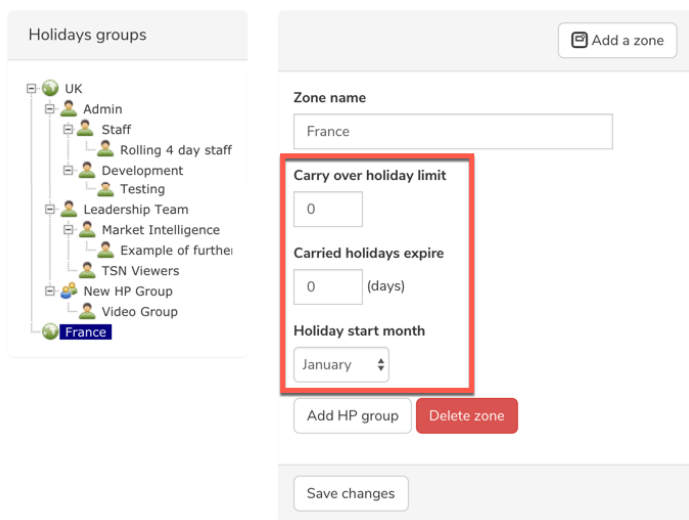 Holidays groups
UK
Admin
Staff
Rolling 4 day staff
Development
Testing
Leadership Team
Market Intelligence
Example of further
TSN Viewers
New HP Group
Video Group
France
Add a zone
Zone name
France
Carry over holiday limit
0
Carried holidays expire
0 (days)
Holiday start month
January
Add HP group Delete zone
Save changes